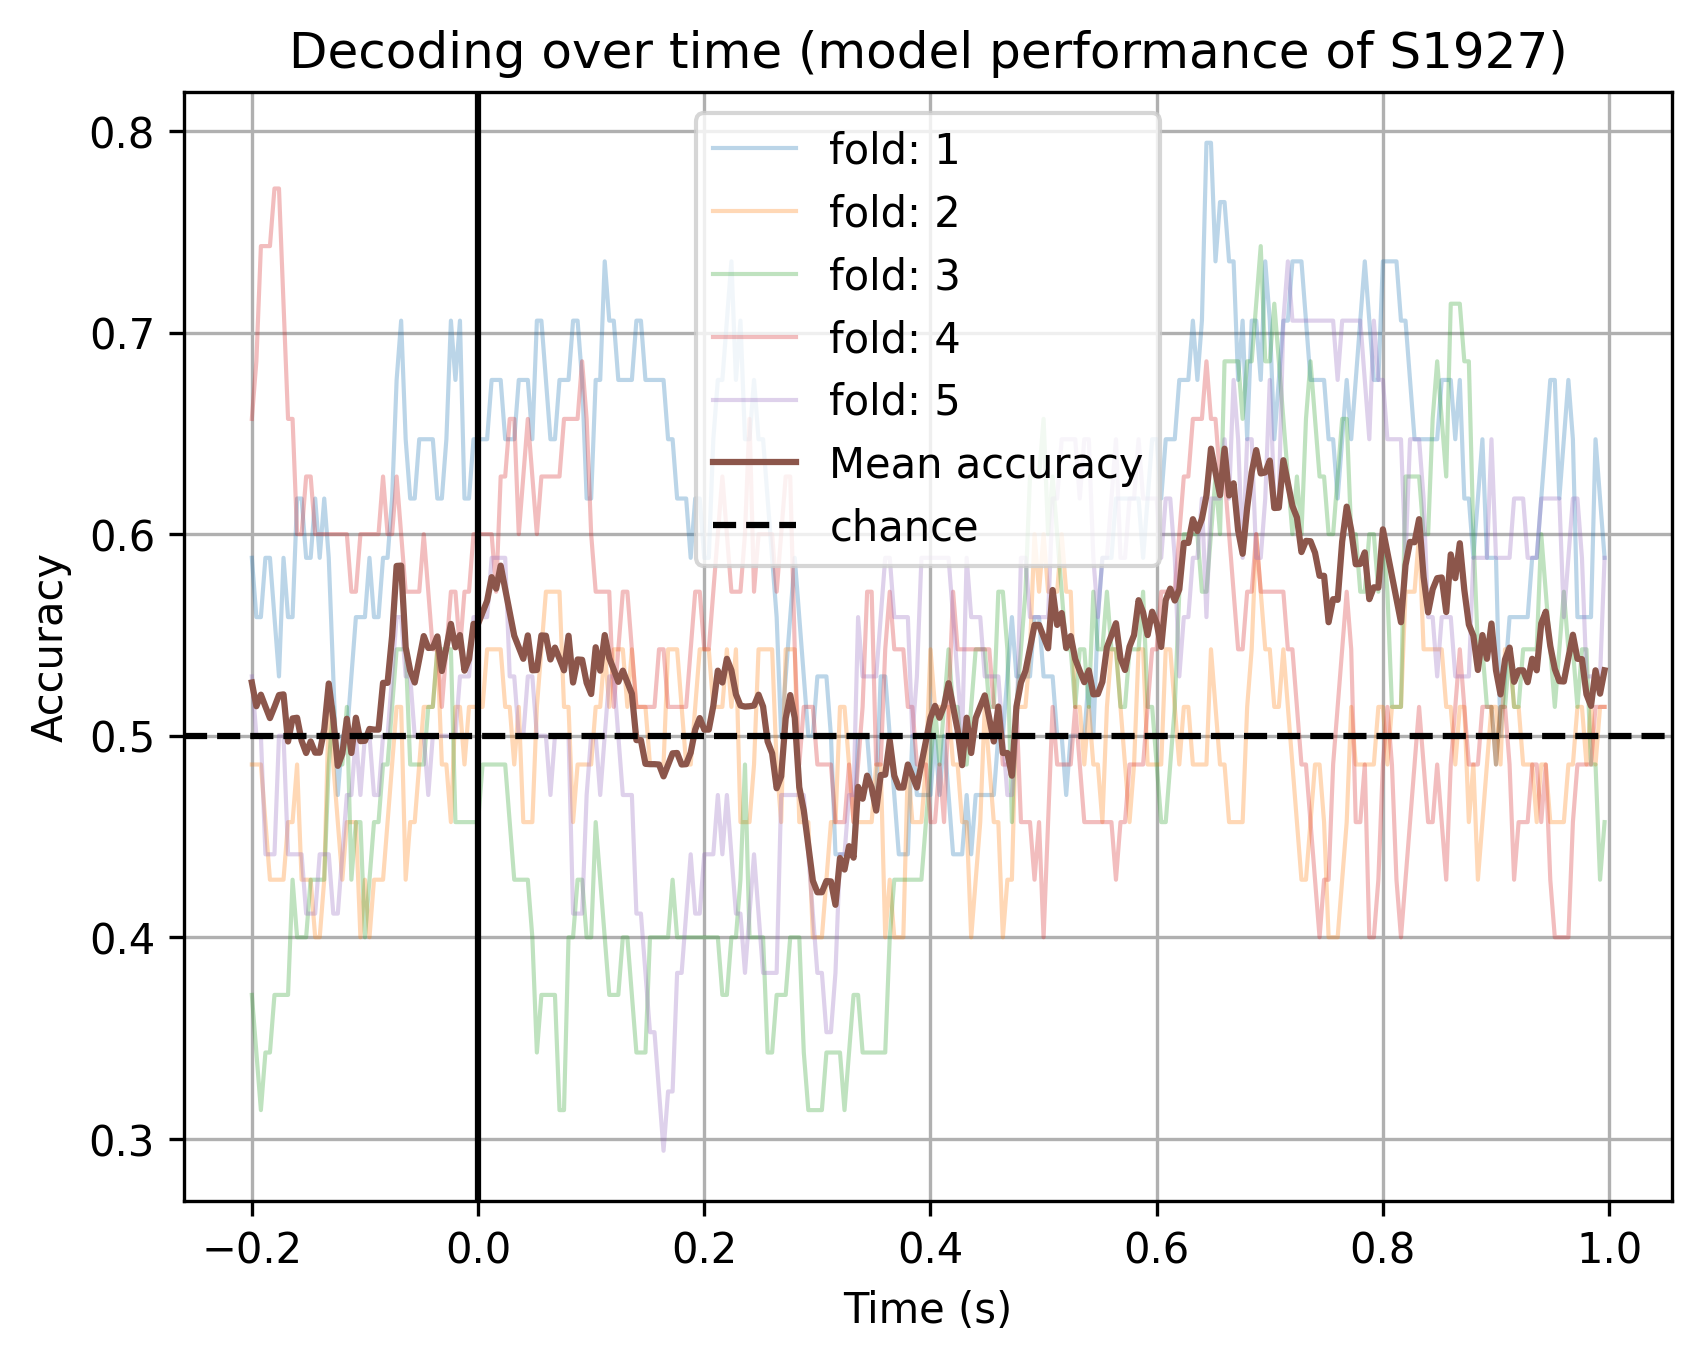 Decoding over time (model performance of S1927)
0.8
0.7
0.6
0.5
0.4
0.3
Accuracy
fold: 1
fold: 2
fold: 3
fold: 4
fold: 5
Mean accuracy
chance
−0.2 0.0 0.2 0.4 0.6 0.8 1.0
Time (s)